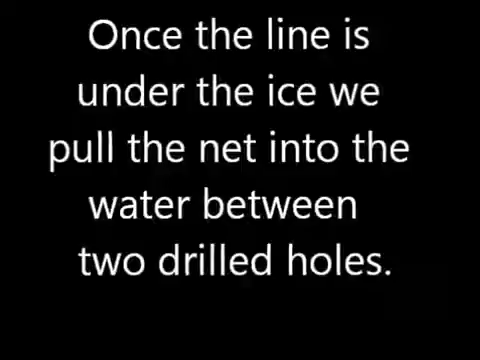 Once the line is
under the ice we
pull the net into the
water between
two drilled holes.